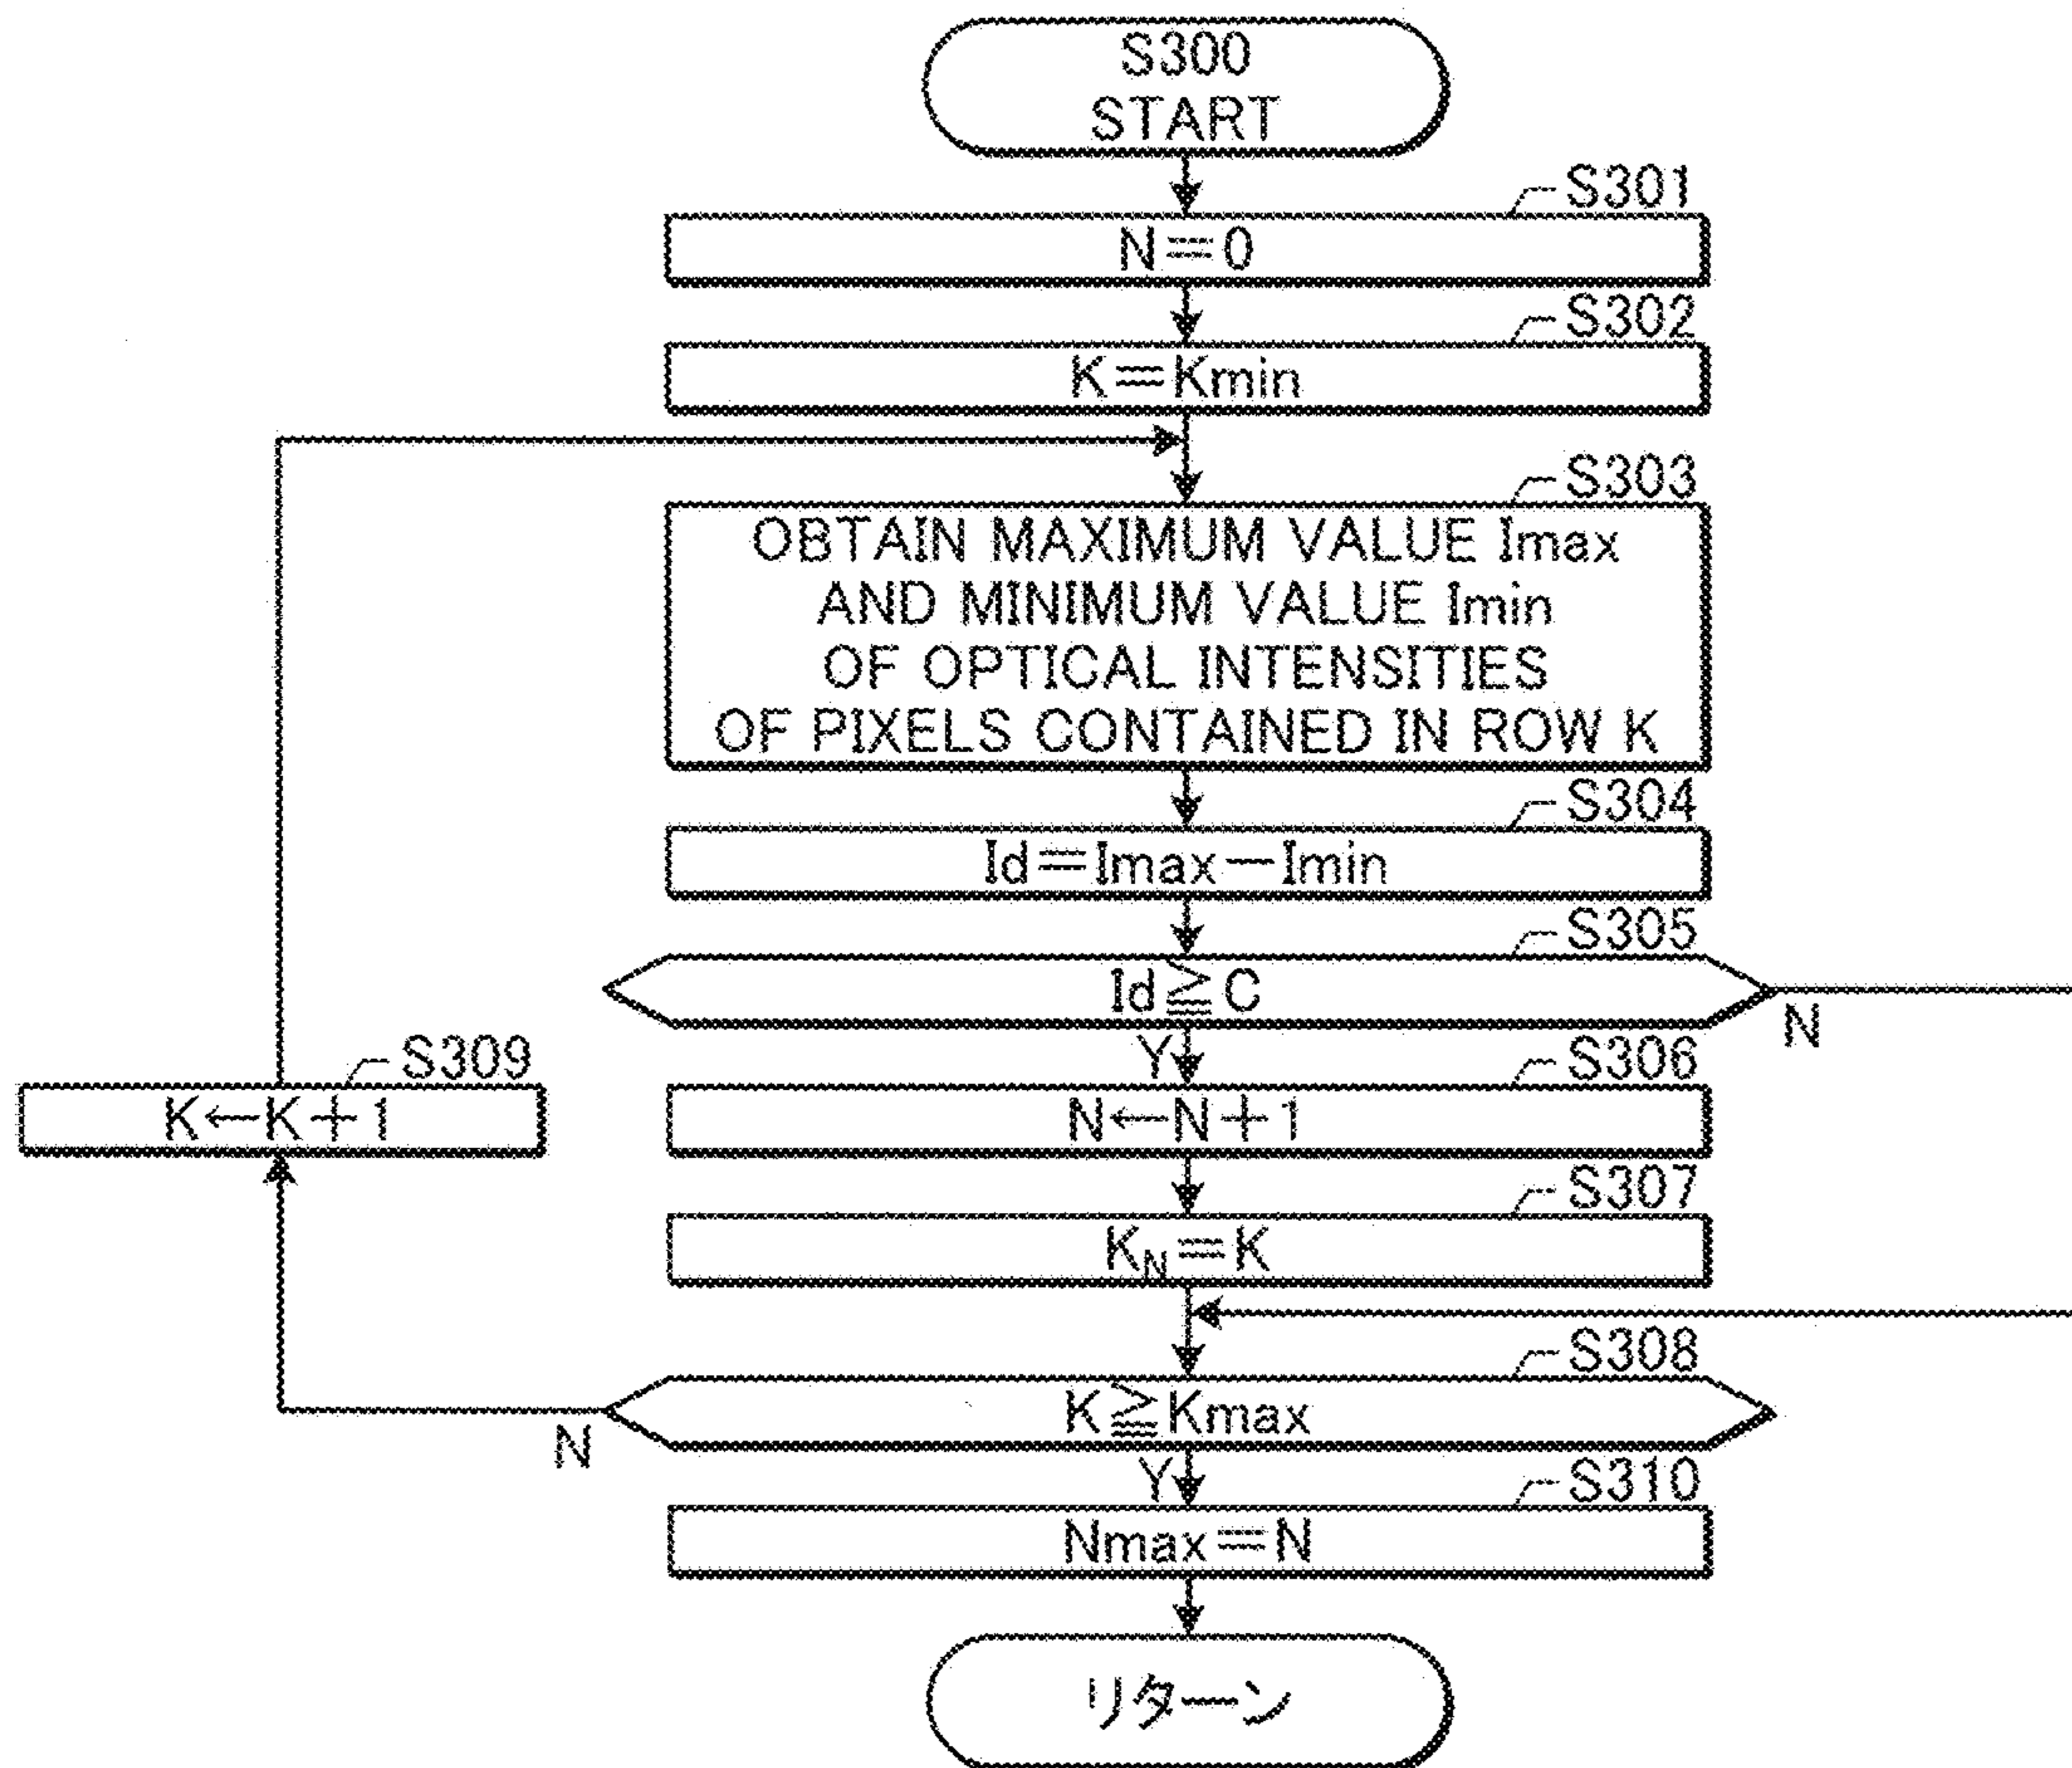 S300
START
S301
N=0
S302
K=Kmin
S303
OBTAIN MAXIMUM VALUE Imax
AND MINIMUM VALUE Imin
OF OPTICAL INTENSITIES
OF PIXELS CONTAINED IN ROW K
S304
Id=Imax−Imin
S305
Id≧C
N
Y
S309
K←K+1
S306
N←N+1
S307
K_N=K
S308
K≧Kmax
N
Y
S310
Nmax=N
リターン